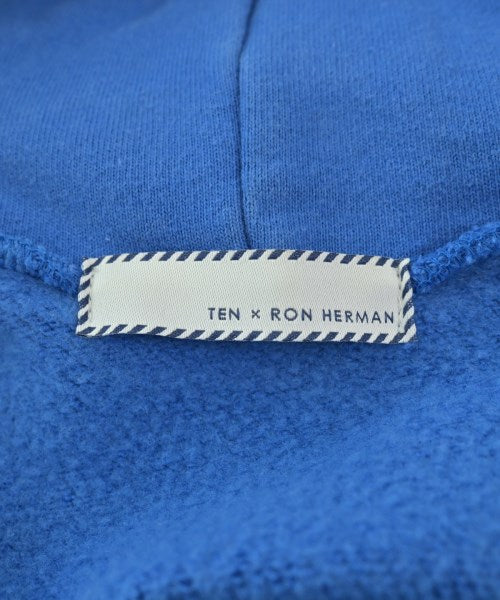 TEN × RON HERMAN